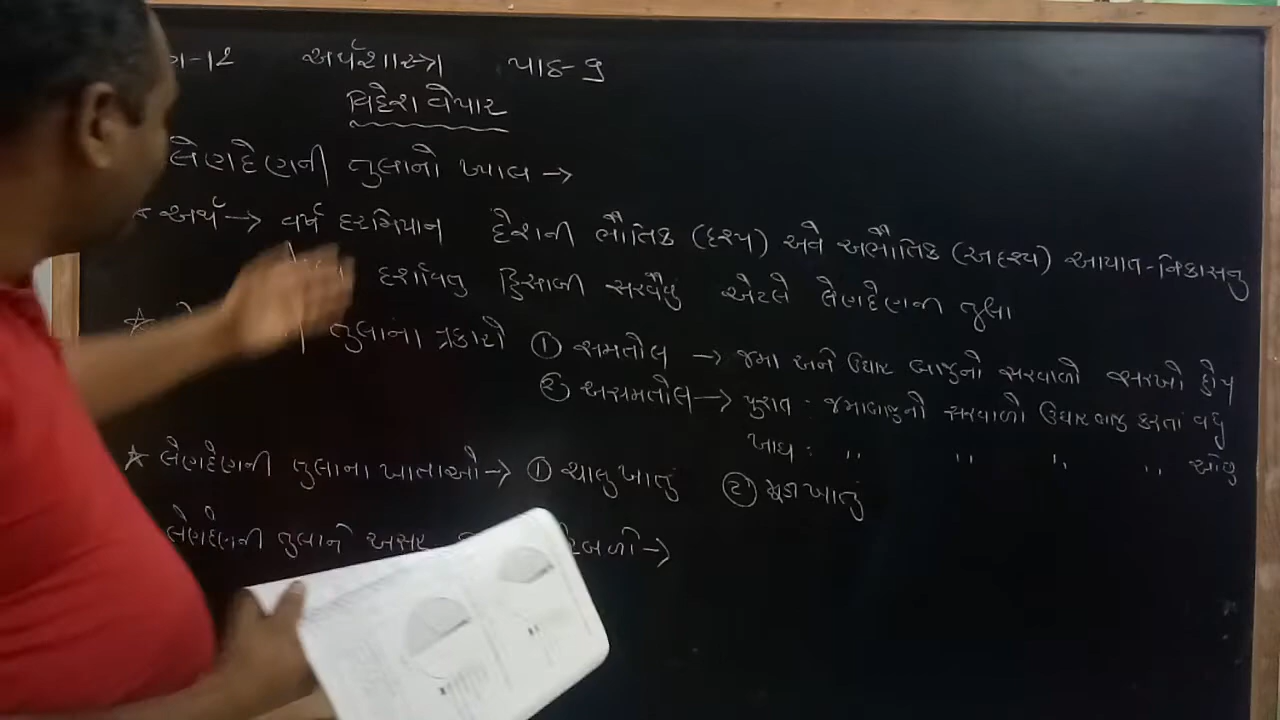 -12 અર્થશાસ્ત્ર પાઠ-9
વિદેશ વેપાર
લેણદેણની તુલાનો ખ્યાલ →
* અર્થ → વર્ષ દરમિયાન દેશની ભૌતિક (દૃશ્ય) અને અભૌતિક (અદૃશ્ય) આયાત-નિકાસનું
દર્શાવતુ હિસાબી સરવૈયું એટલે લેણદેણની તુલા
☆ તુલાના પ્રકારો ① સમતોલ → જમા અને ઉધાર બાજુનો સરવાળો સરખો હોય
② અસમતોલ → પુરાંત : જમાબાજુનો સરવાળો ઉધારબાજુ કરતાં વધુ
ખાધ : ,, ,, ,, ,, ઓછુ
☆ લેણદેણની તુલાના ખાતાઓ → ① ચાલુ ખાતું ② મૂડી ખાતું
લેણદેણની તુલાને અસર →